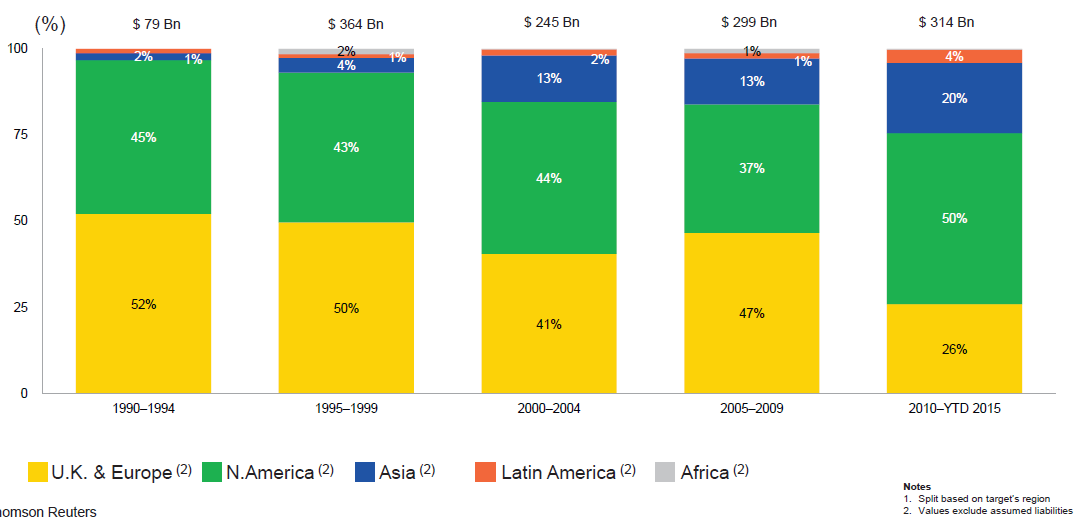 (%) $ 79 Bn $ 364 Bn $ 245 Bn $ 299 Bn $ 314 Bn
100
2% 1% 2% 1% 4% 2% 1% 1% 4%
13% 13% 20%
75
45% 43% 44% 37% 50%
50
52% 50% 41% 47% 26%
25
0
1990–1994 1995–1999 2000–2004 2005–2009 2010–YTD 2015
U.K. & Europe (2) N.America (2) Asia (2) Latin America (2) Africa (2)
Notes
1. Split based on target's region
2. Values exclude assumed liabilities
Reuters